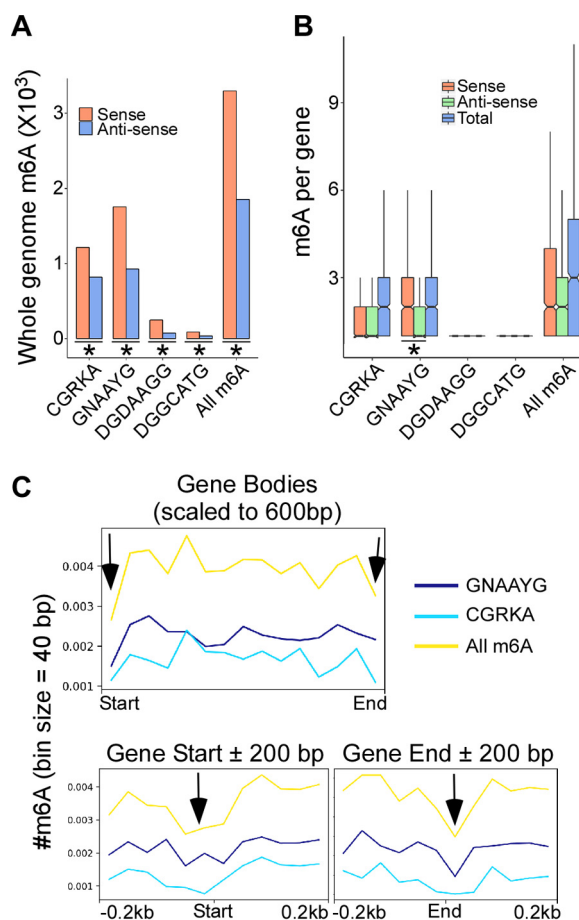 A
Whole genome m6A (X10³)
3
2
1
0
Sense
Anti-sense
*
*
*
*
*
CGRKA
GNAAYG
DGDAAGG
DGGCATG
All m6A
B
m6A per gene
9
6
3
Sense
Anti-sense
Total
*
CGRKA
GNAAYG
DGDAAGG
DGGCATG
All m6A
C
#m6A (bin size = 40 bp)
Gene Bodies
(scaled to 600bp)
0.004
0.003
0.002
0.001
Start
End
GNAAYG
CGRKA
All m6A
Gene Start ± 200 bp
0.004
0.003
0.002
0.001
-0.2kb
Start
0.2kb
Gene End ± 200 bp
-0.2kb
End
0.2kb